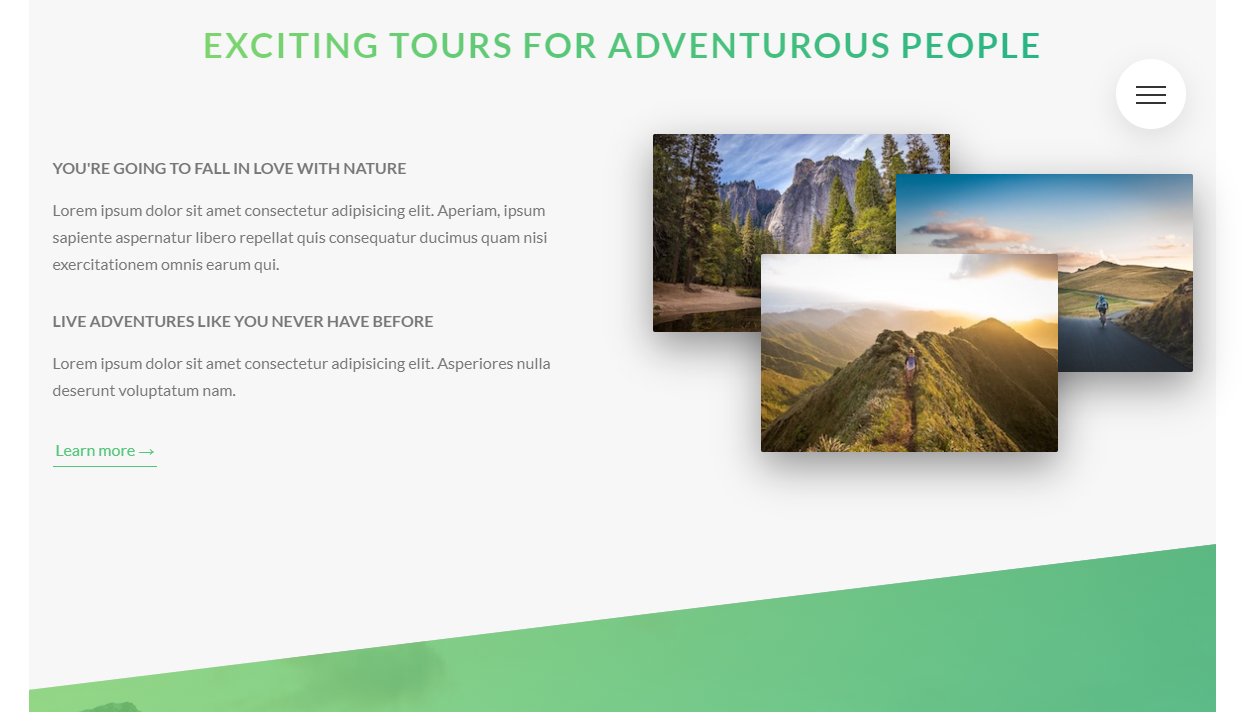 EXCITING TOURS FOR ADVENTUROUS PEOPLE
YOU'RE GOING TO FALL IN LOVE WITH NATURE
Lorem ipsum dolor sit amet consectetur adipisicing elit. Aperiam, ipsum
sapiente aspernatur libero repellat quis consequatur ducimus quam nisi
exercitationem omnis earum qui.
LIVE ADVENTURES LIKE YOU NEVER HAVE BEFORE
Lorem ipsum dolor sit amet consectetur adipisicing elit. Asperiores nulla
deserunt voluptatum nam.
Learn more →